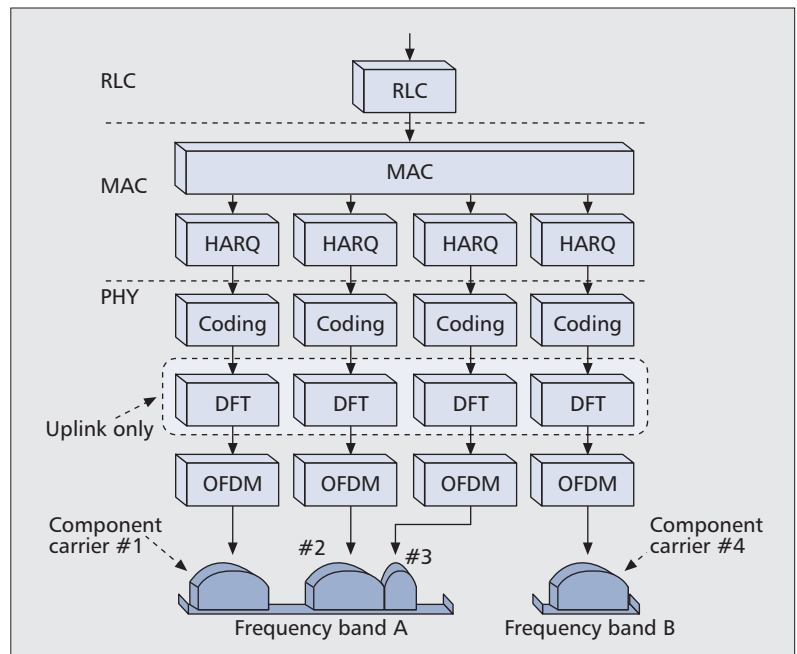 RLC
RLC
MAC
MAC
HARQ HARQ HARQ HARQ
PHY
Coding Coding Coding Coding
DFT DFT DFT DFT
Uplink only
OFDM OFDM OFDM OFDM
Component
carrier #1
#2
#3
Component
carrier #4
Frequency band A
Frequency band B